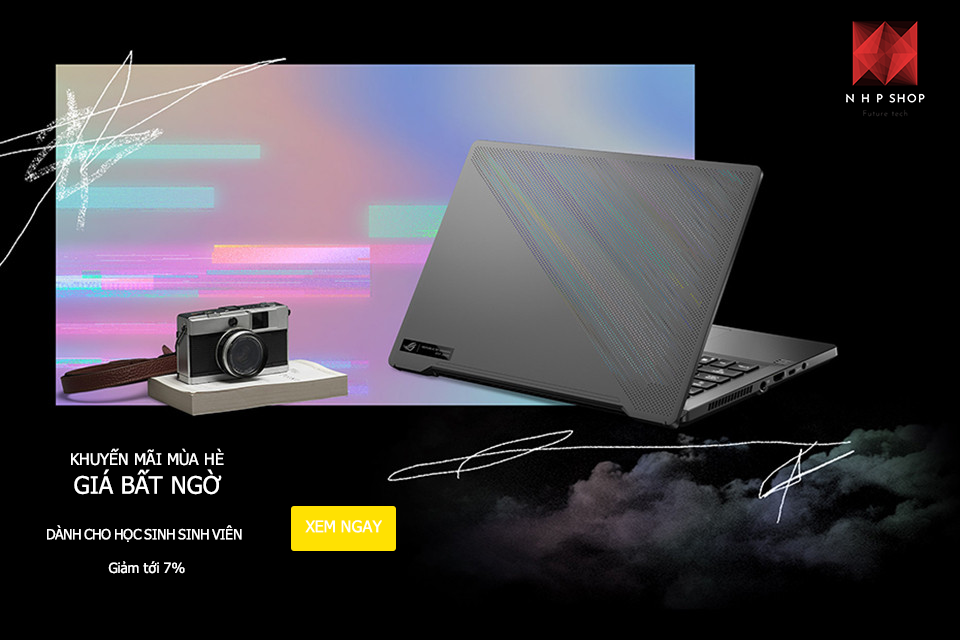 N H P SHOP
Future tech
KHUYẾN MÃI MÙA HÈ
GIÁ BẤT NGỜ
DÀNH CHO HỌC SINH SINH VIÊN
XEM NGAY
Giảm tới 7%